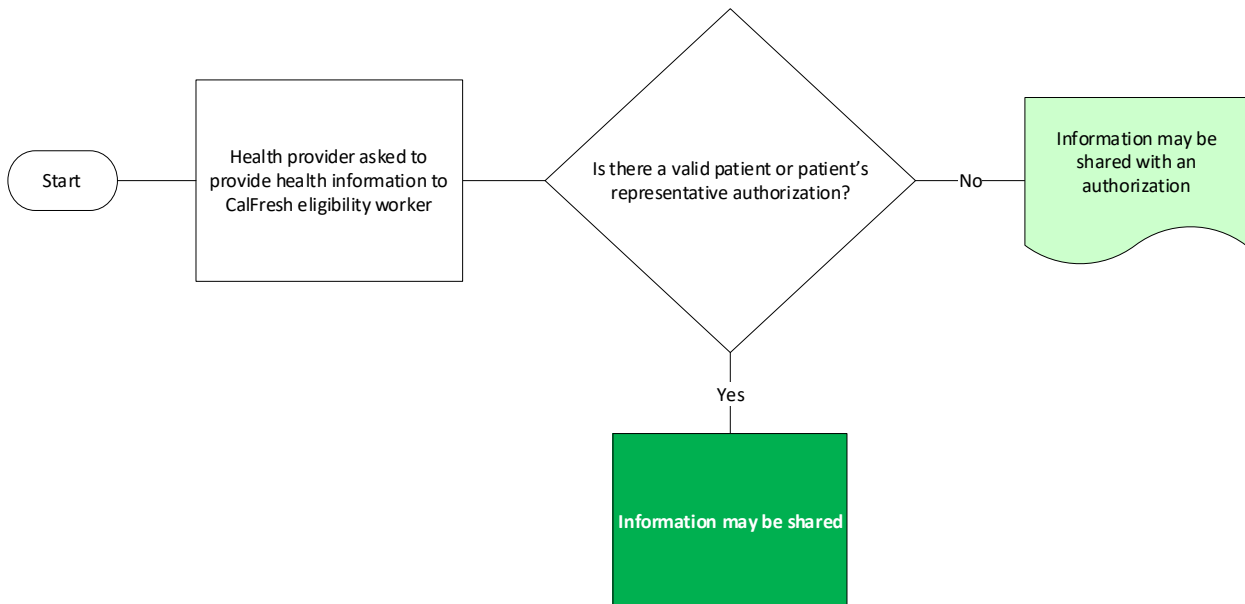 Start
Health provider asked to
provide health information to
CalFresh eligibility worker
Is there a valid patient or patient’s
representative authorization?
No
Information may be
shared with an
authorization
Yes
Information may be shared